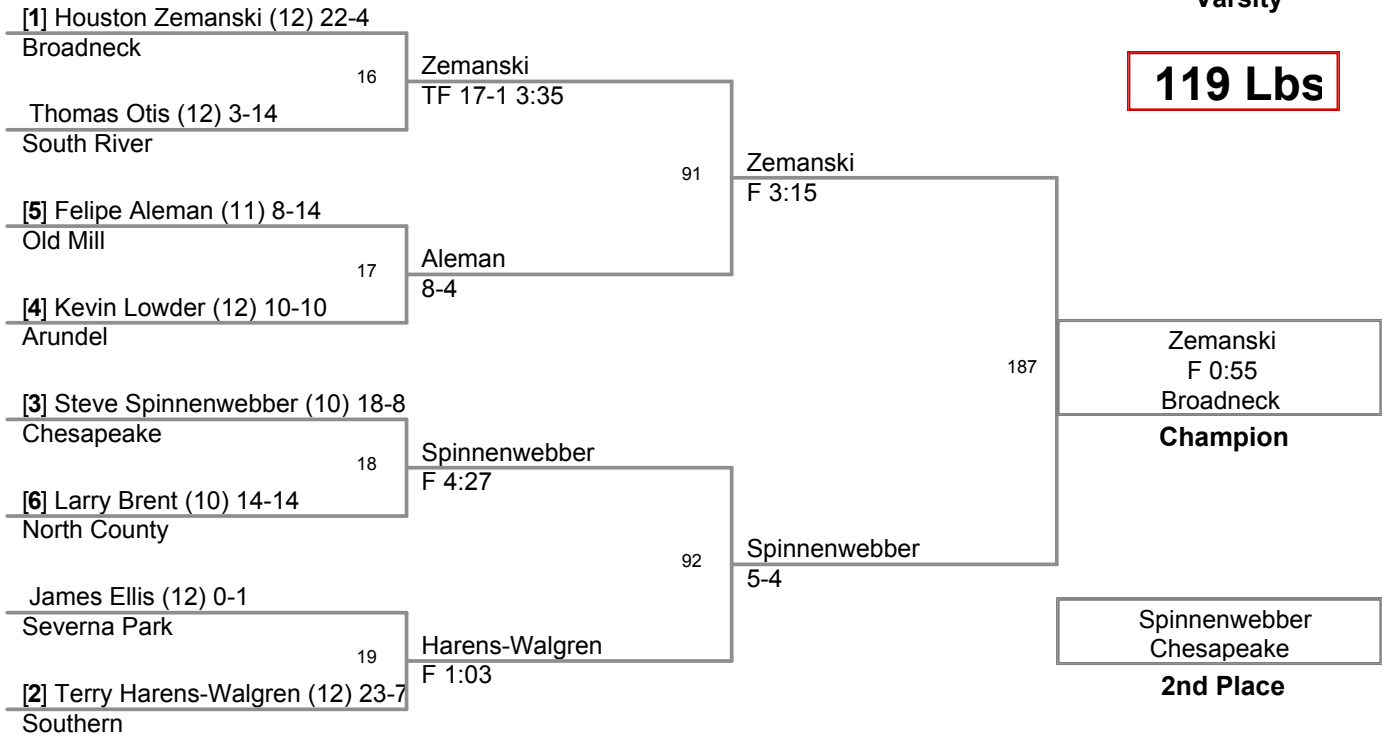 Varsity
119 Lbs
[1] Houston Zemanski (12) 22-4
Broadneck
16
Thomas Otis (12) 3-14
South River
[5] Felipe Aleman (11) 8-14
Old Mill
17
[4] Kevin Lowder (12) 10-10
Arundel
[3] Steve Spinnenwebber (10) 18-8
Chesapeake
18
[6] Larry Brent (10) 14-14
North County
James Ellis (12) 0-1
Severna Park
19
[2] Terry Harens-Walgren (12) 23-7
Southern
Zemanski
TF 17-1 3:35
91
Aleman
8-4
Spinnenwebber
F 4:27
92
Harens-Walgren
F 1:03
Zemanski
F 3:15
187
Spinnenwebber
5-4
Zemanski
F 0:55
Broadneck
Champion
Spinnenwebber
Chesapeake
2nd Place